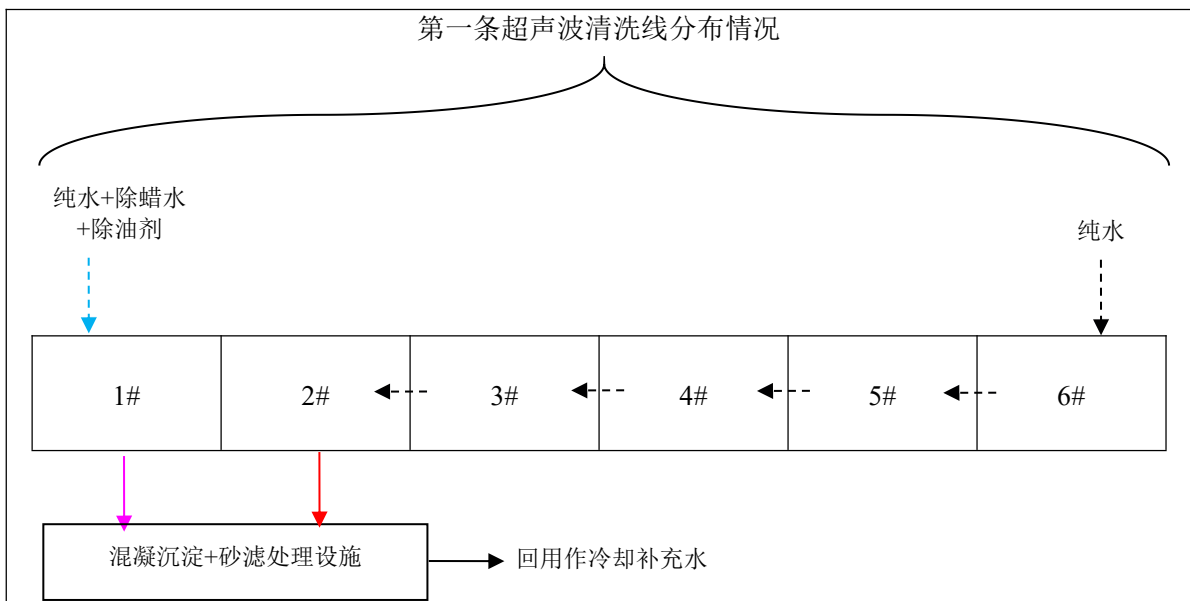 第一条超声波清洗线分布情况
纯水+除蜡水
+除油剂
纯水
1#
2#
3#
4#
5#
6#
混凝沉淀+砂滤处理设施
回用作冷却补充水